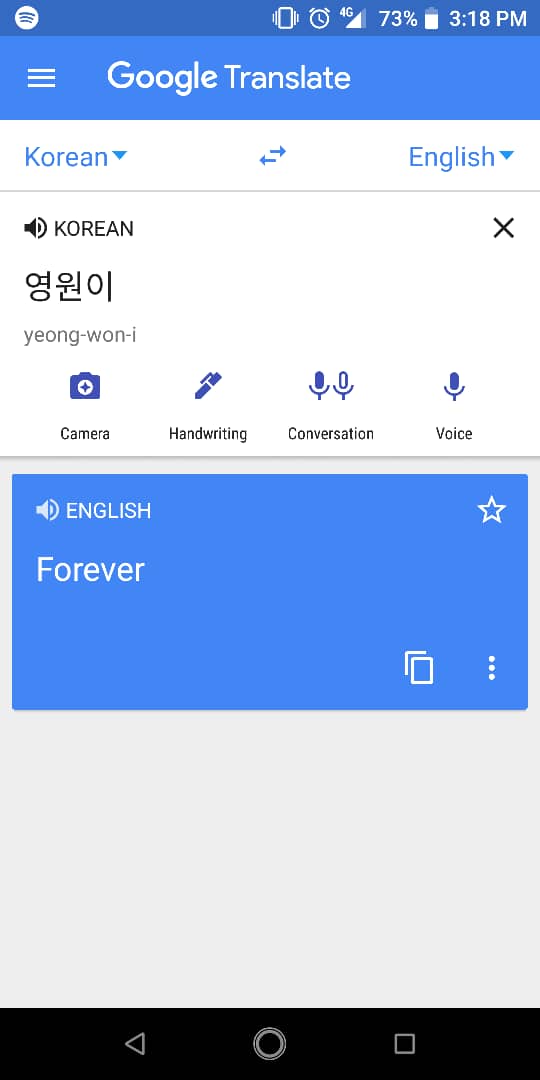 4G 73% 3:18 PM
Google Translate
Korean English
KOREAN
영원이
yeong-won-i
Camera Handwriting Conversation Voice
ENGLISH
Forever